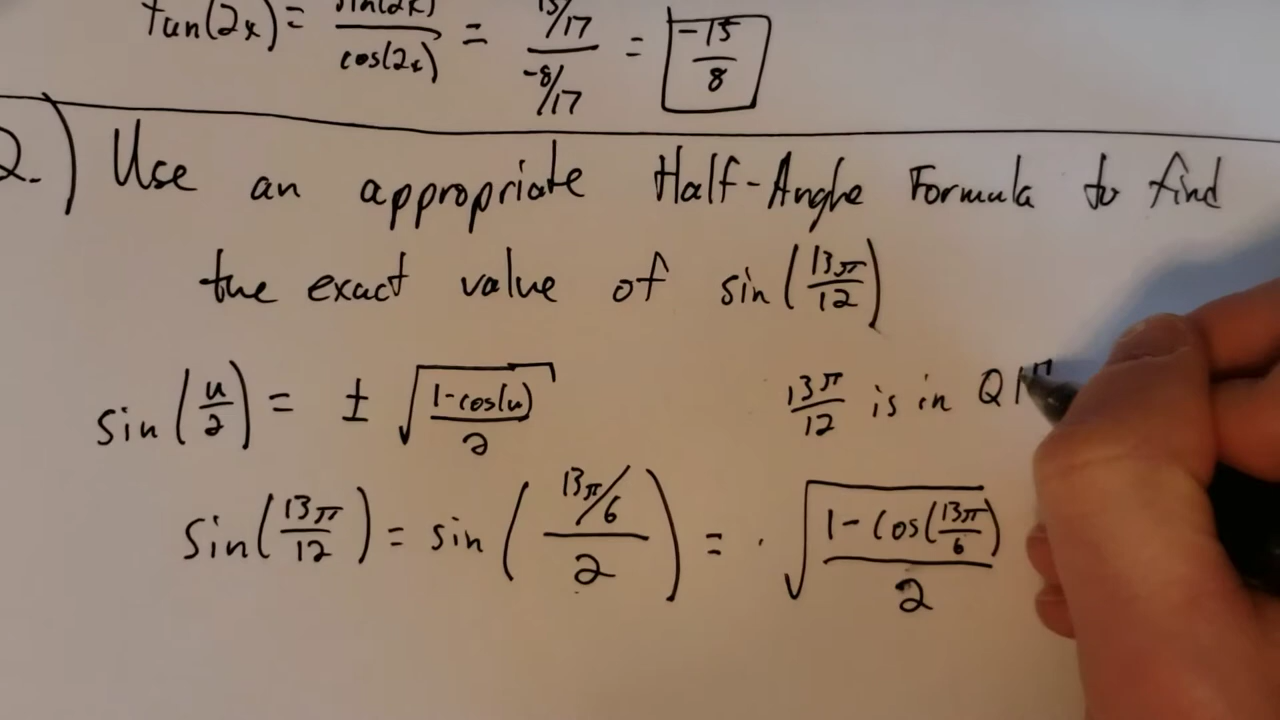 tan(2x) = sin(2x)/cos(2x) = 15/17 / -8/17 = -15/8
2.) Use an appropriate Half-Anghe Formula to find
the exact value of sin(13π/12)
sin(u/2) = ± √(1-cos(u)/2)
13π/12 is in Q
sin(13π/12) = sin(13π/6 / 2) = √(1-cos(13π/6)/2)